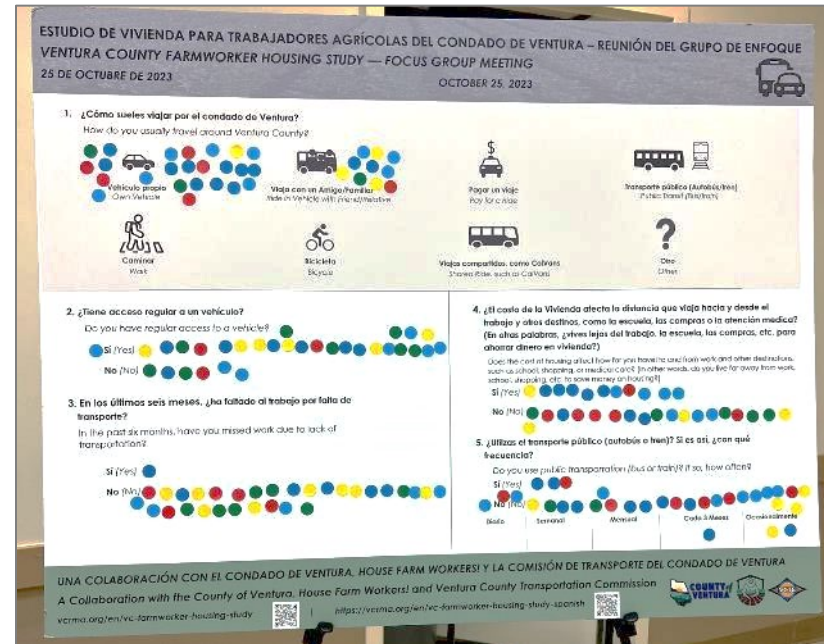 ESTUDIO DE VIVIENDA PARA TRABAJADORES AGRÍCOLAS DEL CONDADO DE VENTURA – REUNIÓN DEL GRUPO DE ENFOQUE
VENTURA COUNTY FARMWORKER HOUSING STUDY — FOCUS GROUP MEETING
25 DE OCTUBRE DE 2023
OCTOBER 25, 2023
1. ¿Cómo sueles viajar por el condado de Ventura?
How do you usually travel around Ventura County?
Vehículo propio
Own Vehicle
Viaja con un Amigo/Familiar
Ride in Vehicle with Friend/Relative
Pagar un viaje
Pay for a Ride
Transporte público (Autobús/tren)
Public Transit (Bus/train)
Caminar
Walk
Bicicleta
Bicycle
Viajes compartidos, como CalVans
Shared Ride, such as CalVans
Otro
Other
2. ¿Tiene acceso regular a un vehículo?
Do you have regular access to a vehicle?
Sí (Yes)
No (No)
3. En los últimos seis meses, ¿ha faltado al trabajo por falta de
transporte?
In the past six months, have you missed work due to lack of
transportation?
Sí (Yes)
No (No)
4. ¿El costo de la Vivienda afecta la distancia que viaja hacia y desde el
trabajo y otros destinos, como la escuela, las compras o la atención medica?
(En otras palabras, ¿vives lejos del trabajo, la escuela, las compras, etc. para
ahorrar dinero en vivienda?)
Does the cost of housing affect how far you travel to and from work and other destinations,
such as school, shopping, or medical care? (In other words, do you live far away from work,
school, shopping, etc. to save money on housing?)
Sí (Yes)
No (No)
5. ¿Utilizas el transporte público (autobús o tren)? Si es así, ¿con qué
frecuencia?
Do you use public transportation (bus or train)? If so, how often?
Sí (Yes)
No (No)
Diario
Semanal
Mensual
Cada 3 Meses
Ocasionalmente
UNA COLABORACIÓN CON EL CONDADO DE VENTURA, HOUSE FARM WORKERS! Y LA COMISIÓN DE TRANSPORTE DEL CONDADO DE VENTURA
A Collaboration with the County of Ventura, House Farm Workers! and Ventura County Transportation Commission
COUNTY of
VENTURA
vcrma.org/en/vc-farmworker-housing-study
|
https://vcrma.org/en/vc-farmworker-housing-study-spanish